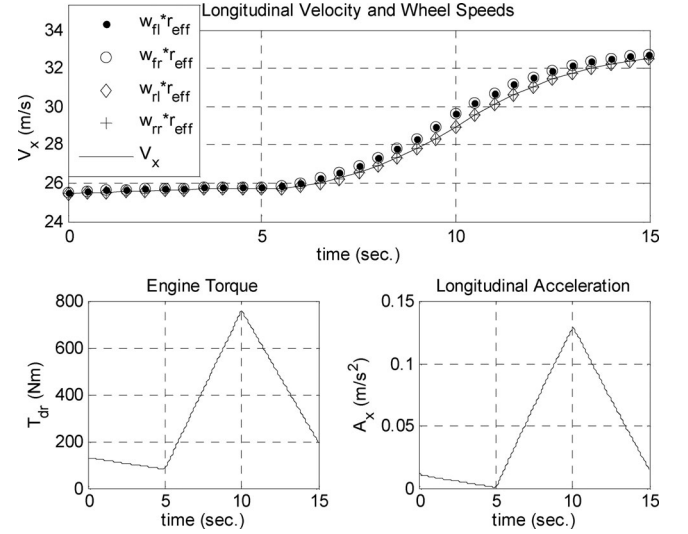 Longitudinal Velocity and Wheel Speeds
34
32
30
28
26
24
V_x (m/s)
w_fl*r_eff
w_fr*r_eff
w_rl*r_eff
w_rr*r_eff
V_x
0 5 10 15
time (sec.)
Engine Torque
800
600
400
200
0
T_dr (Nm)
0 5 10 15
time (sec.)
Longitudinal Acceleration
0.15
0.1
0.05
0
A_x (m/s²)
0 5 10 15
time (sec.)